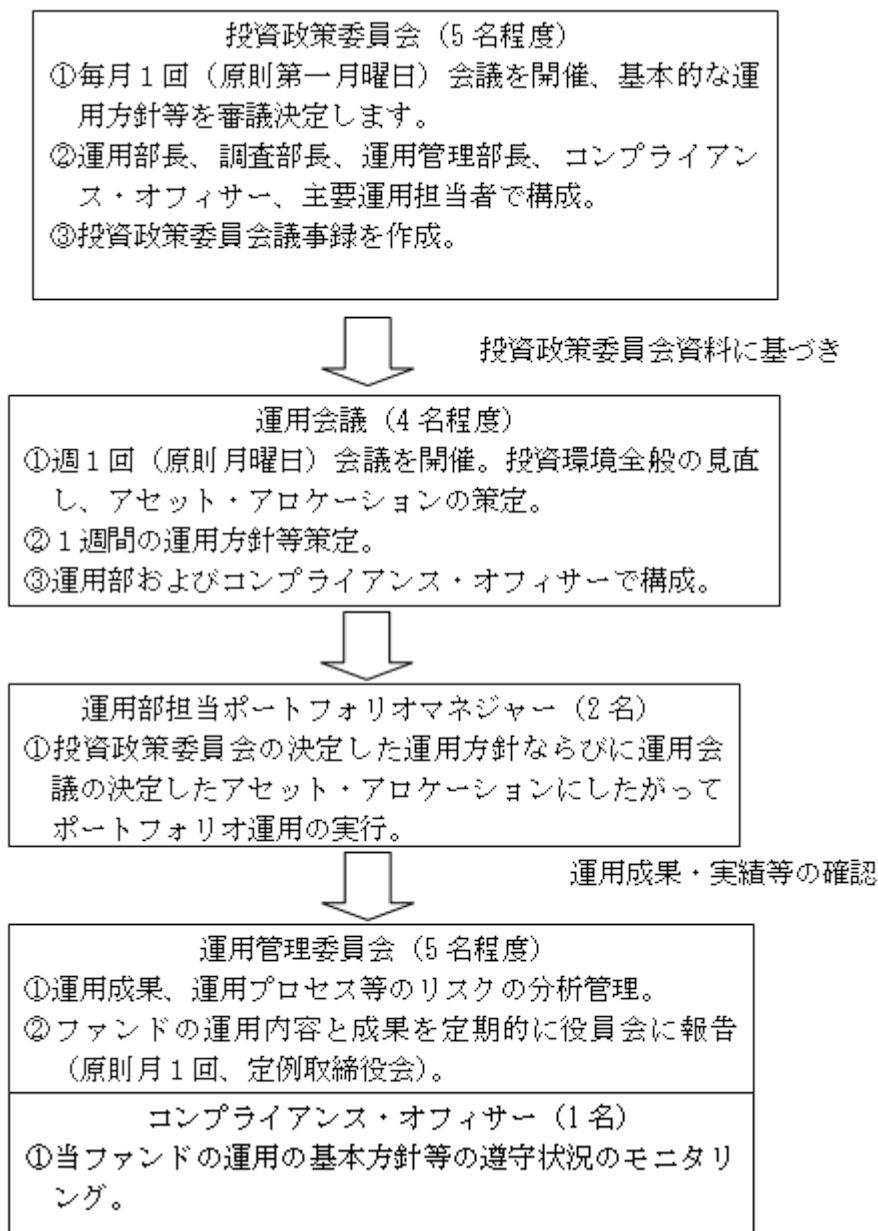 投資政策委員会（5名程度）
①毎月１回（原則第一月曜日）会議を開催、基本的な運
用方針等を審議決定します。
②運用部長、調査部長、運用管理部長、コンプライアン
ス・オフィサー、主要運用担当者で構成。
③投資政策委員会議事録を作成。
投資政策委員会資料に基づき
運用会議（4名程度）
①週１回（原則月曜日）会議を開催。投資環境全般の見直
し、アセット・アロケーションの策定。
②１週間の運用方針等策定。
③運用部およびコンプライアンス・オフィサーで構成。
運用部担当ポートフォリオマネジャー（2名）
①投資政策委員会の決定した運用方針ならびに運用会
議の決定したアセット・アロケーションにしたがって
ポートフォリオ運用の実行。
運用成果・実績等の確認
運用管理委員会（5名程度）
①運用成果、運用プロセス等のリスクの分析管理。
②ファンドの運用内容と成果を定期的に役員会に報告
（原則月１回、定例取締役会）。
コンプライアンス・オフィサー（1名）
①当ファンドの運用の基本方針等の遵守状況のモニタリ
ング。